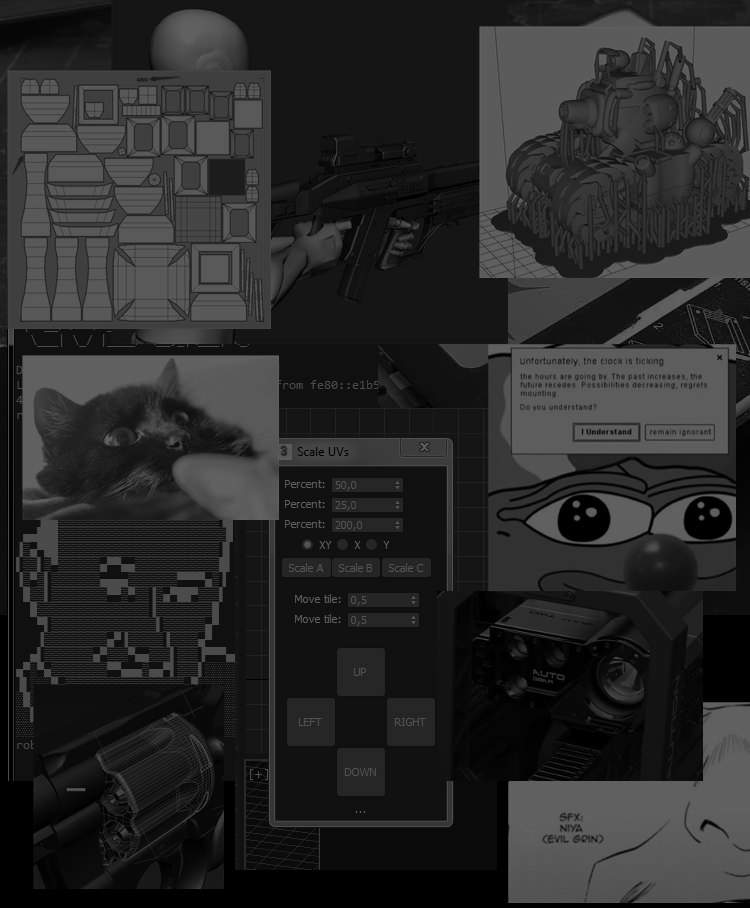 from fe80::e1b5
Unfortunately, the clock is ticking
the hours are going by. The past increases, the
future recedes. Possibilities decreasing, regrets
mounting.
Do you understand?
I Understand
remain ignorant
3 Scale UVs
Percent: 50,0
Percent: 25,0
Percent: 200,0
XY X Y
Scale A Scale B Scale C
Move tile: 0,5
Move tile: 0,5
UP
LEFT RIGHT
DOWN
...
AUTO
rob
[+]
SFX:
NIYA
(EVIL GRIN)